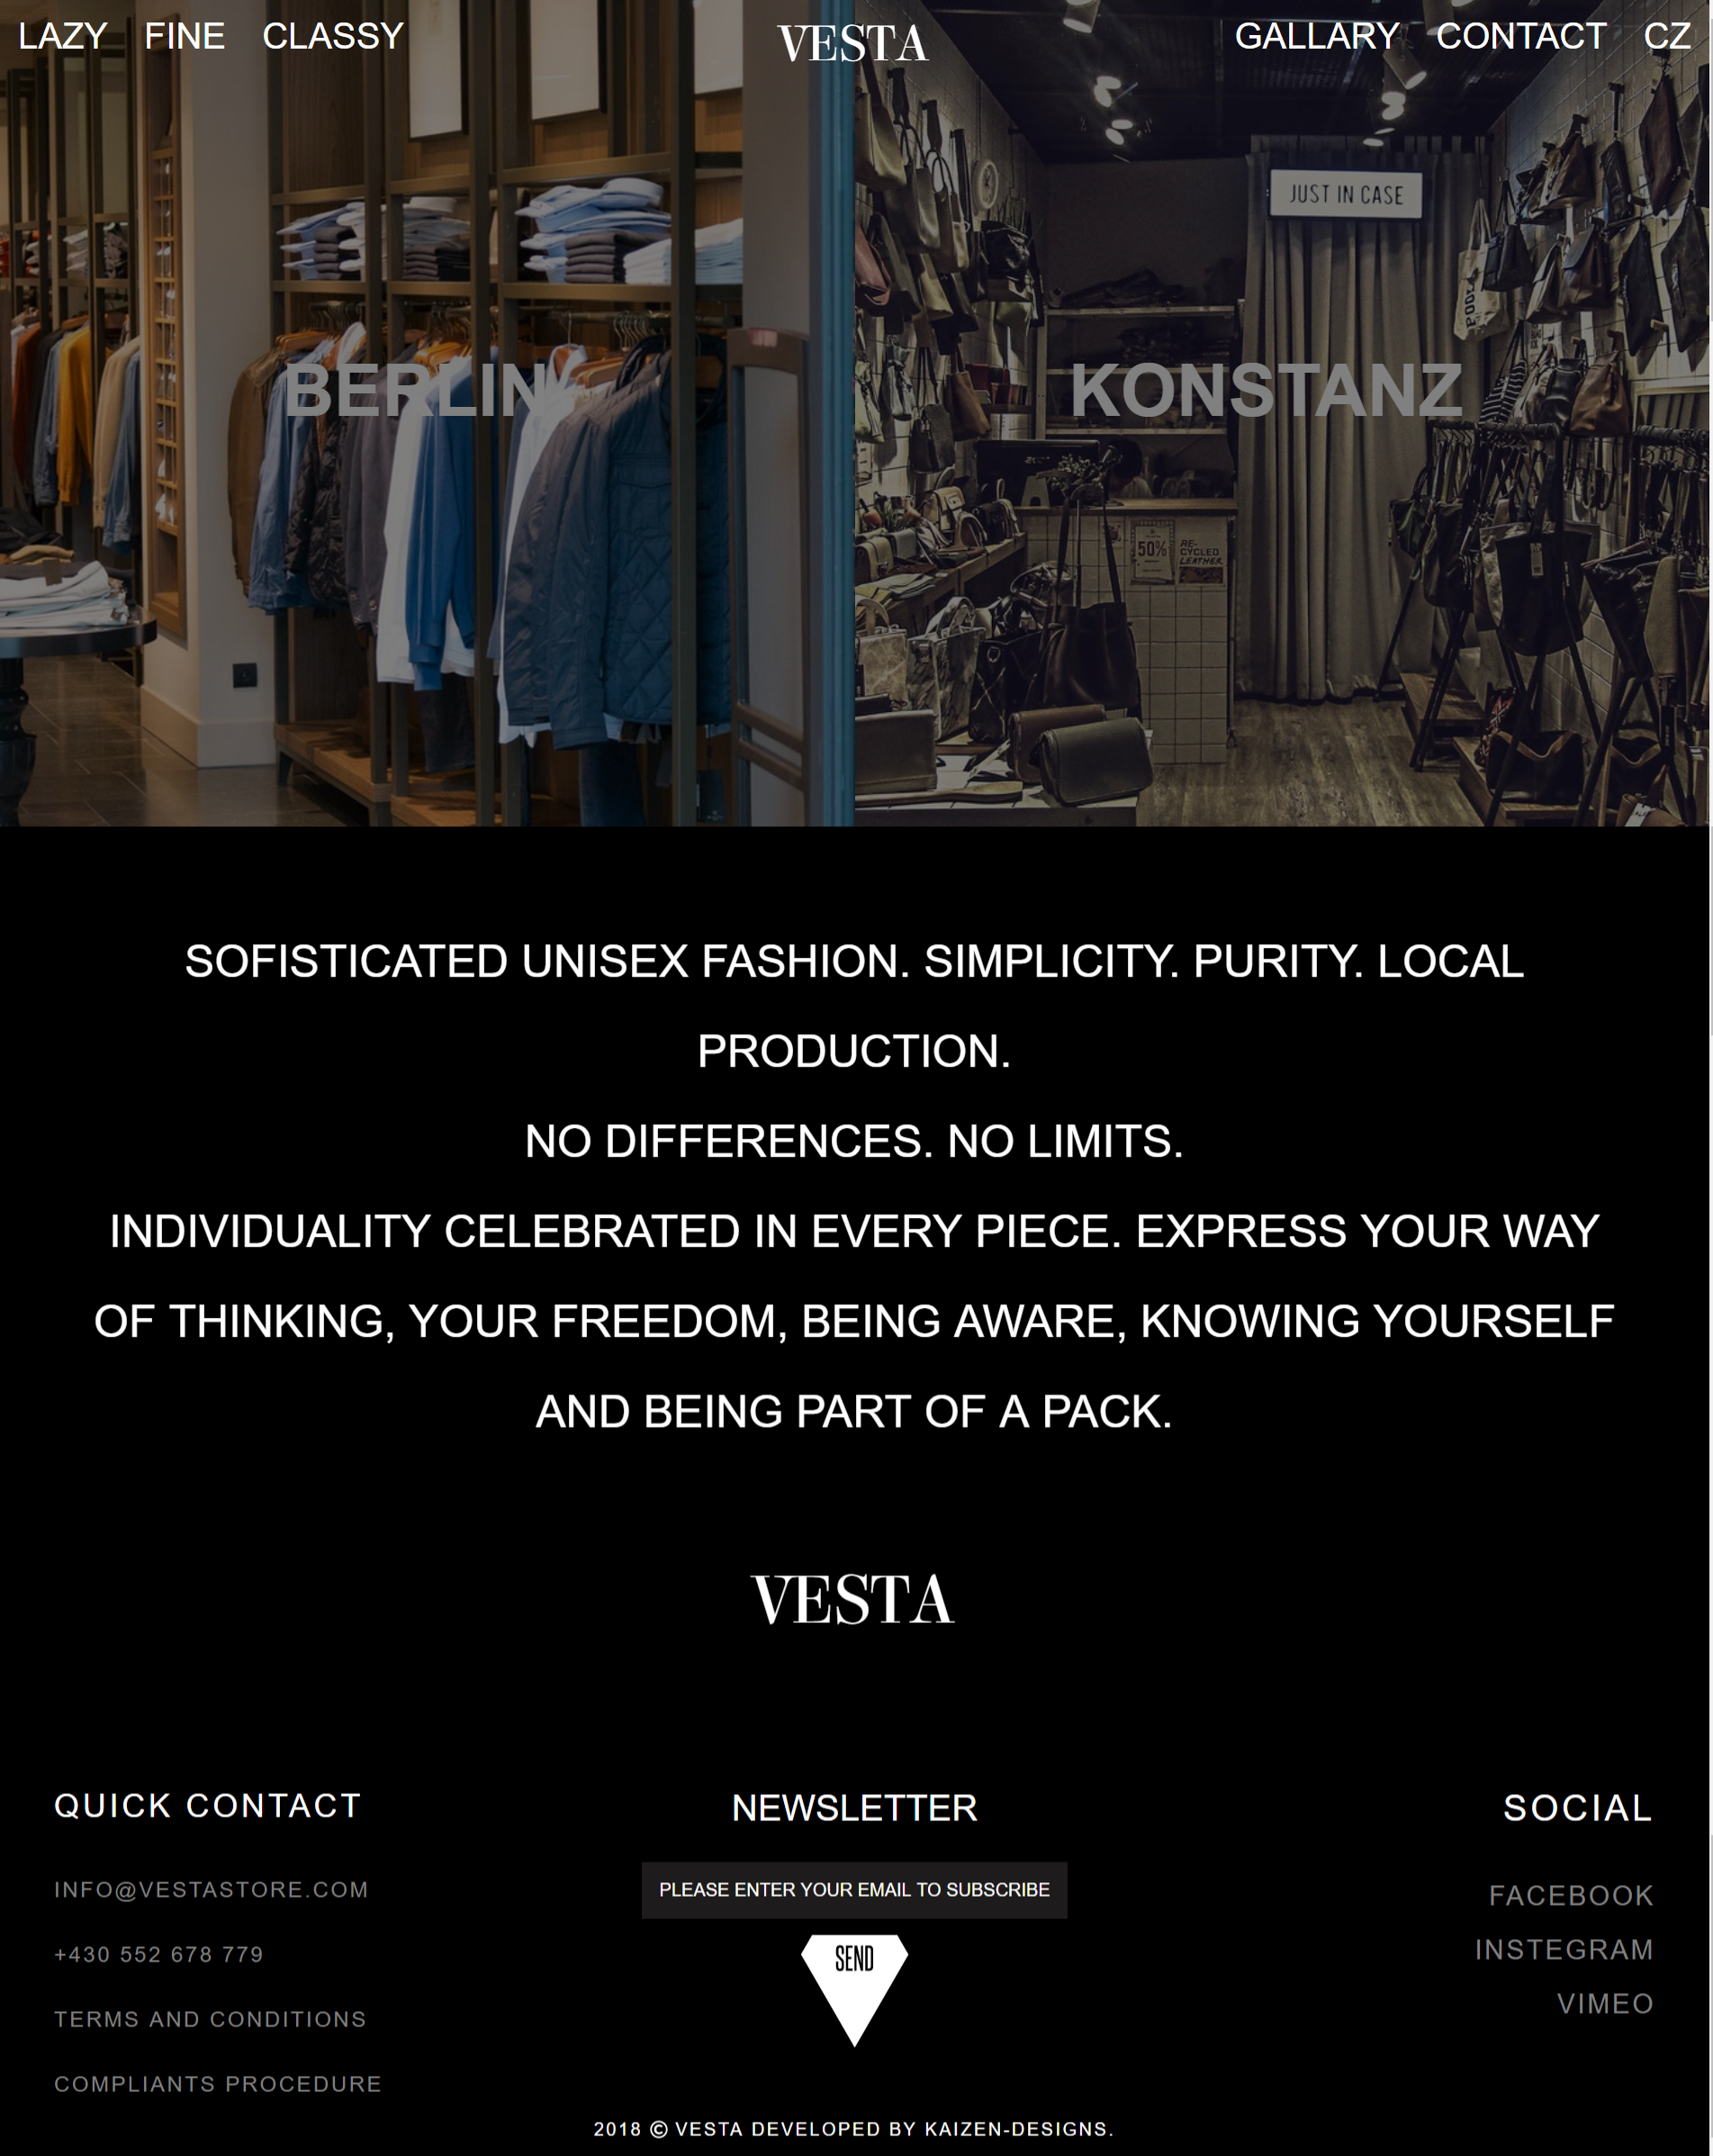 LAZY FINE CLASSY VESTA GALLARY CONTACT CZ
JUST IN CASE
BERLIN KONSTANZ
50% RE-
CYCLED
LEATHER
SOFISTICATED UNISEX FASHION. SIMPLICITY. PURITY. LOCAL
PRODUCTION.
NO DIFFERENCES. NO LIMITS.
INDIVIDUALITY CELEBRATED IN EVERY PIECE. EXPRESS YOUR WAY
OF THINKING, YOUR FREEDOM, BEING AWARE, KNOWING YOURSELF
AND BEING PART OF A PACK.
VESTA
QUICK CONTACT
INFO@VESTASTORE.COM
+430 552 678 779
TERMS AND CONDITIONS
COMPLIANTS PROCEDURE
NEWSLETTER
PLEASE ENTER YOUR EMAIL TO SUBSCRIBE
SEND
SOCIAL
FACEBOOK
INSTEGRAM
VIMEO
2018 © VESTA DEVELOPED BY KAIZEN-DESIGNS.